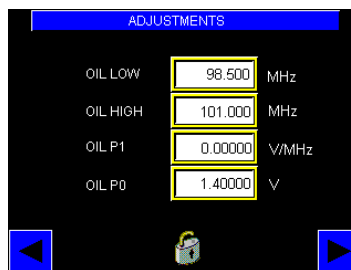 ADJUSTMENTS
OIL LOW 98.500 MHz
OIL HIGH 101.000 MHz
OIL P1 0.00000 V/MHz
OIL P0 1.40000 V